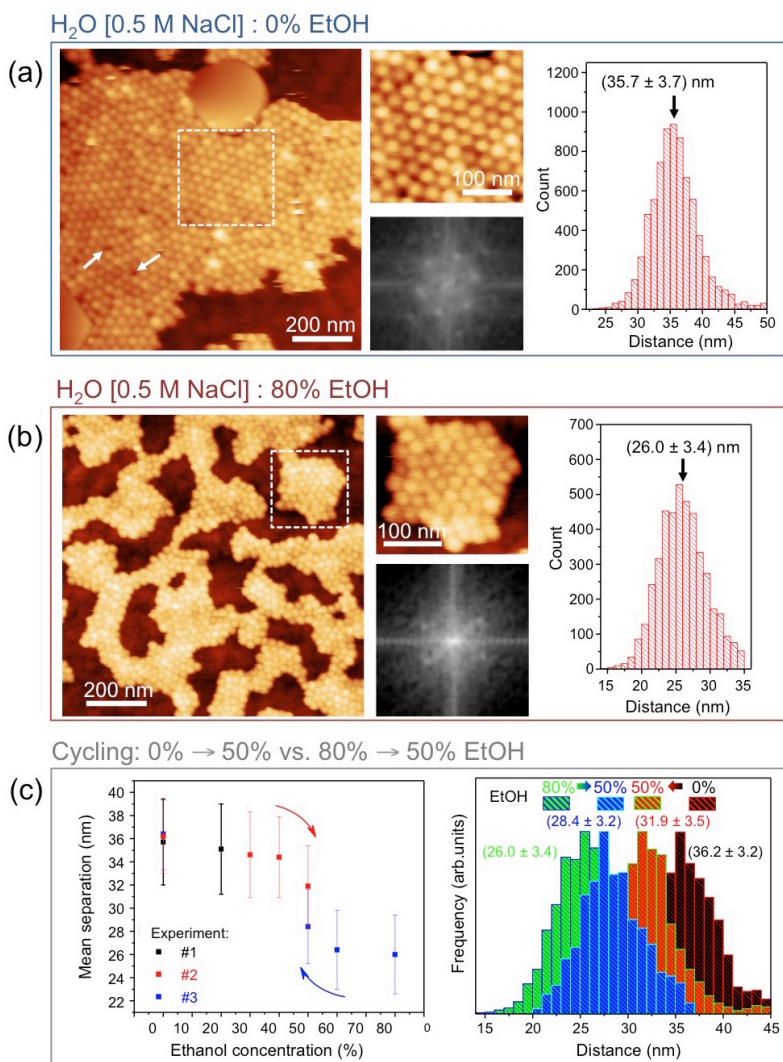 H₂O [0.5 M NaCl] : 0% EtOH
(a)
200 nm
100 nm
(35.7 ± 3.7) nm
1200
1000
800
600
400
200
0
Count
25 30 35 40 45 50
Distance (nm)
H₂O [0.5 M NaCl] : 80% EtOH
(b)
200 nm
100 nm
(26.0 ± 3.4) nm
700
600
500
400
300
200
100
0
Count
15 20 25 30 35
Distance (nm)
Cycling: 0% → 50% vs. 80% → 50% EtOH
(c)
40
38
36
34
32
30
28
26
24
22
Mean separation (nm)
Experiment:
#1
#2
#3
0 10 20 30 40 50 60 70 80 0
Ethanol concentration (%)
EtOH 80% 50% 50% 0%
(28.4 ± 3.2) (31.9 ± 3.5)
(26.0 ± 3.4) (36.2 ± 3.2)
Frequency (arb.units)
15 20 25 30 35 40 45
Distance (nm)